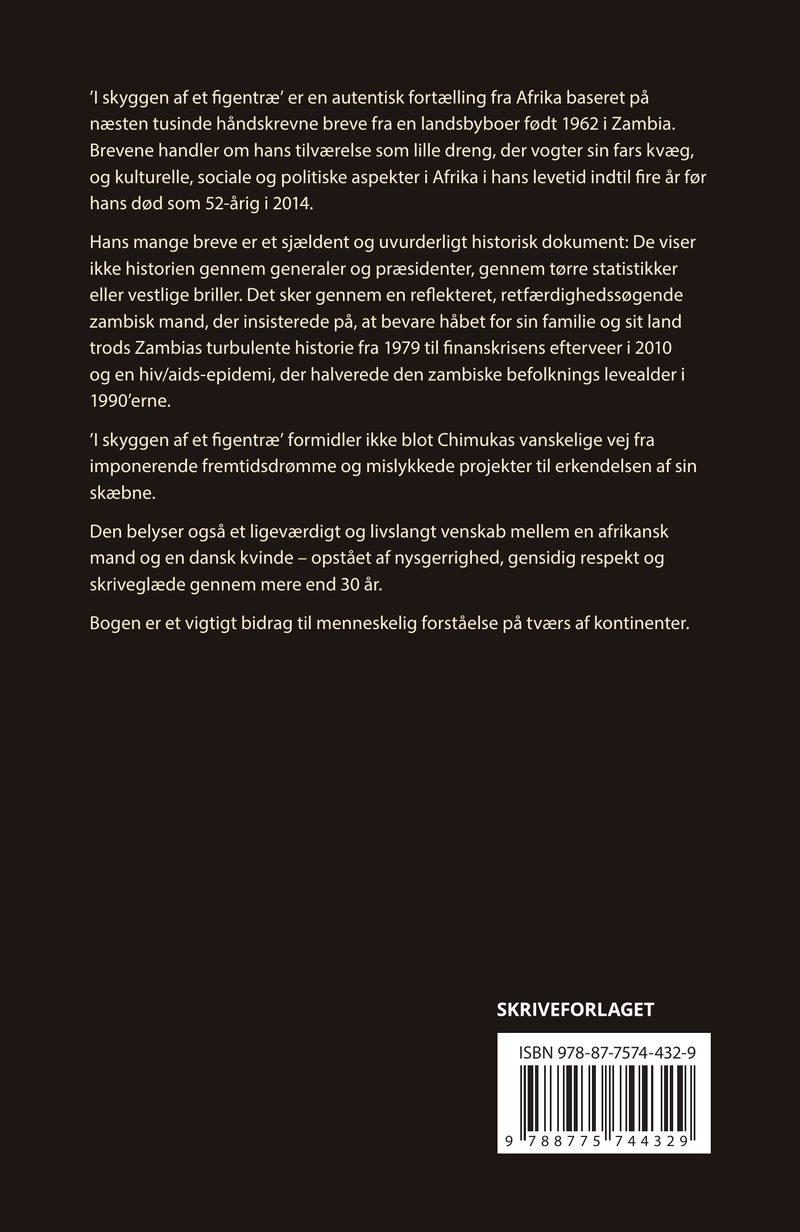 ’I skyggen af et figentræ’ er en autentisk fortælling fra Afrika baseret på
næsten tusinde håndskrevne breve fra en landsbyboer født 1962 i Zambia.
Brevene handler om hans tilværelse som lille dreng, der vogter sin fars kvæg,
og kulturelle, sociale og politiske aspekter i Afrika i hans levetid indtil fire år før
hans død som 52-årig i 2014.
Hans mange breve er et sjældent og uvurderligt historisk dokument: De viser
ikke historien gennem generaler og præsidenter, gennem tørre statistikker
eller vestlige briller. Det sker gennem en reflekteret, retfærdighedssøgende
zambisk mand, der insisterede på, at bevare håbet for sin familie og sit land
trods Zambias turbulente historie fra 1979 til finanskrisens efterveer i 2010
og en hiv/aids-epidemi, der halverede den zambiske befolknings levealder i
1990’erne.
’I skyggen af et figentræ’ formidler ikke blot Chimukas vanskelige vej fra
imponerende fremtidsdrømme og mislykkede projekter til erkendelsen af sin
skæbne.
Den belyser også et ligeværdigt og livslangt venskab mellem en afrikansk
mand og en dansk kvinde – opstået af nysgerrighed, gensidig respekt og
skriveglæde gennem mere end 30 år.
Bogen er et vigtigt bidrag til menneskelig forståelse på tværs af kontinenter.
SKRIVEFORLAGET
ISBN 978-87-7574-432-9
9 788775 744329